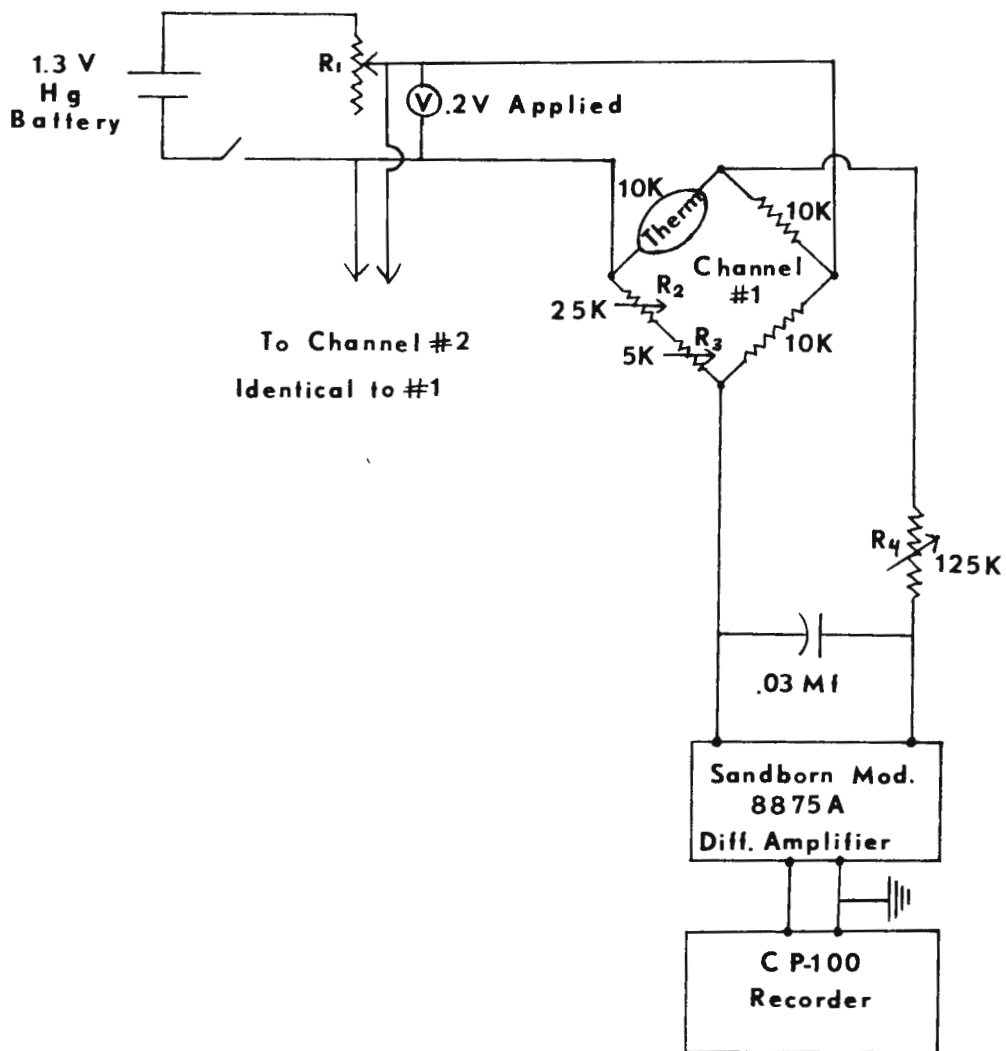 1.3 V
Hg
Battery
R1
V
.2V Applied
10K
Therm
10K
Channel
#1
R2
25K
R3
5K
10K
To Channel #2
Identical to #1
R4
125K
.03 Mf
Sandborn Mod.
8875A
Diff. Amplifier
C P-100
Recorder